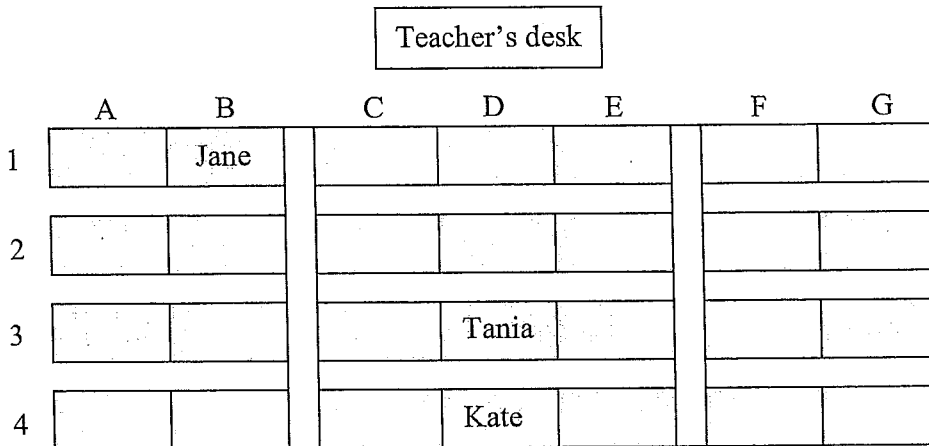 Teacher's desk
A B C D E F G
1 Jane
2
3 Tania
4 Kate